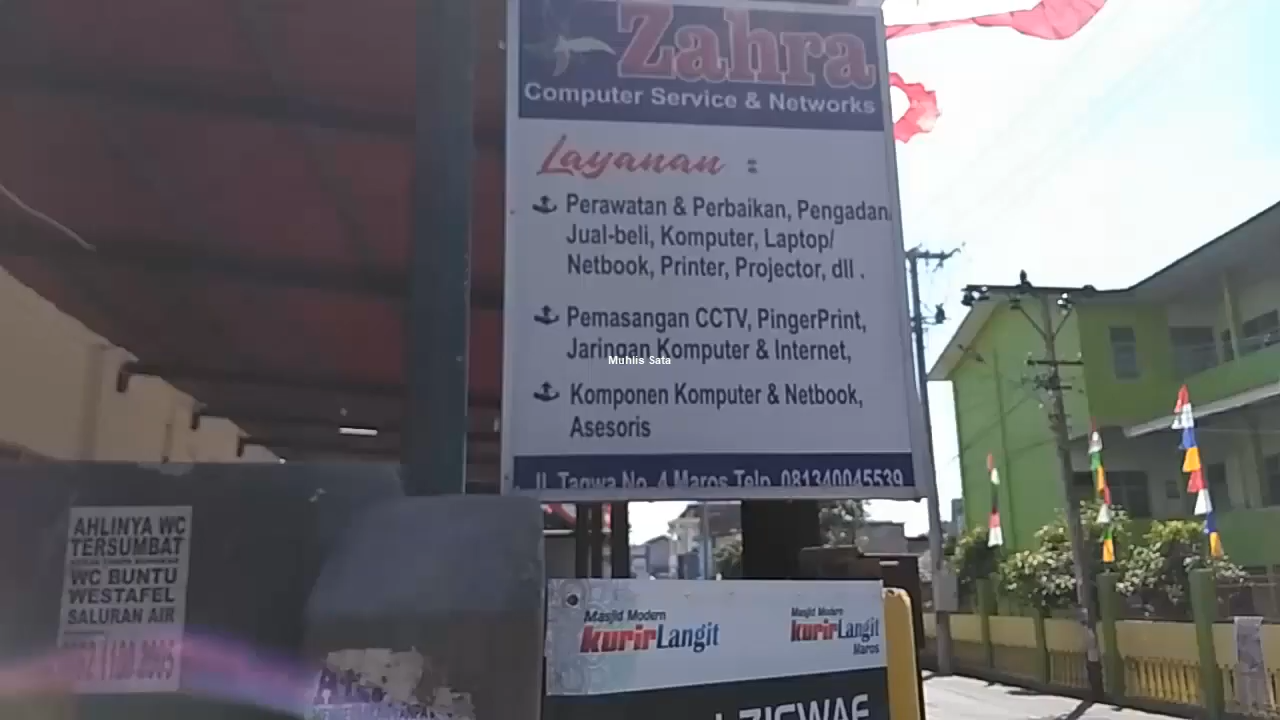 Zahra
Computer Service & Networks
Layanan :
Perawatan & Perbaikan, Pengadan
Jual-beli, Komputer, Laptop/
Netbook, Printer, Projector, dll .
Pemasangan CCTV, PingerPrint,
Jaringan Komputer & Internet,
Muhlis Sata
Komponen Komputer & Netbook,
Asesoris
Jl. Taqwa No. 4 Maros Telp. 081340045539
AHLINYA WC
TERSUMBAT
WC BUNTU
WESTAFEL
SALURAN AIR
Masjid Modern
kurirLangit
Masjid Modern
kurirLangit
Maros